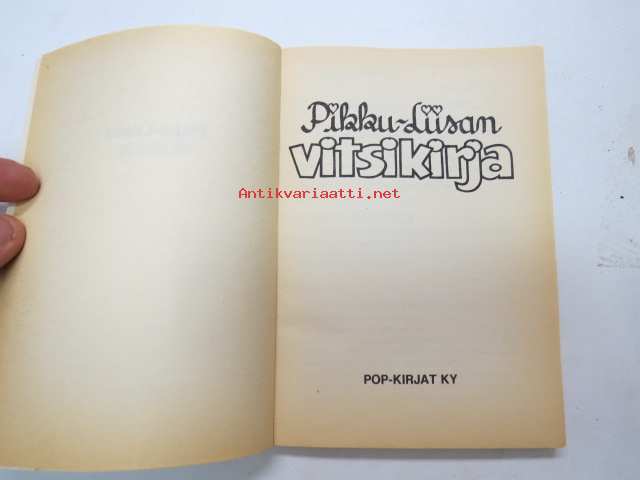 Pikku-Liisan
vitsikirja
Antikvariaatti.net
POP-KIRJAT KY